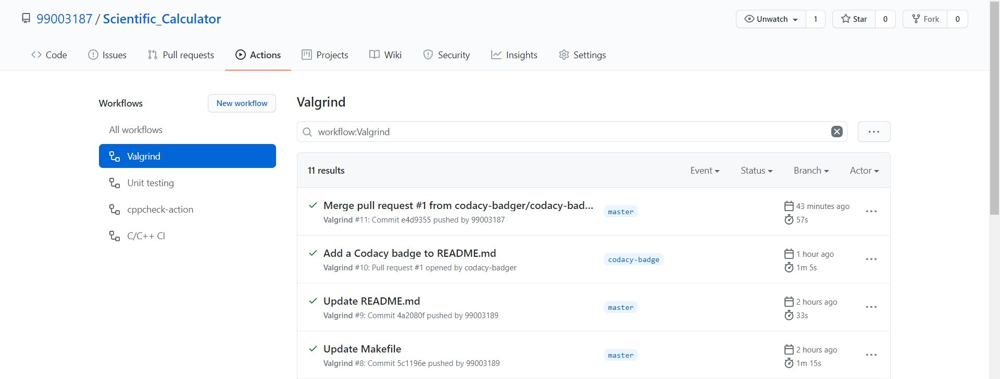 99003187 / Scientific_Calculator
Unwatch 1 Star 0 Fork 0
Code Issues Pull requests Actions Projects Wiki Security Insights Settings
Workflows
New workflow
All workflows
Valgrind
Unit testing
cppcheck-action
C/C++ CI
Valgrind
workflow:Valgrind
11 results Event Status Branch Actor
Merge pull request #1 from codacy-badger/codacy-bad...
Valgrind #11: Commit e4d9355 pushed by 99003187
master
43 minutes ago
57s
Add a Codacy badge to README.md
Valgrind #10: Pull request #1 opened by codacy-badger
codacy-badge
1 hour ago
1m 5s
Update README.md
Valgrind #9: Commit 4a2080f pushed by 99003189
master
2 hours ago
33s
Update Makefile
Valgrind #8: Commit 5c1196e pushed by 99003189
master
2 hours ago
1m 15s